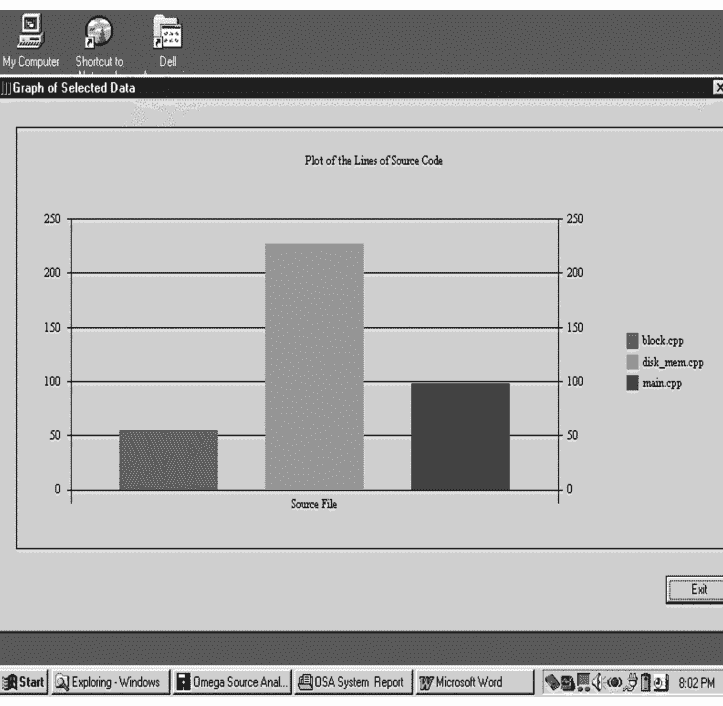 My Computer
Shortcut to
Dell
Graph of Selected Data
Plot of the Lines of Source Code
250
200
150
100
50
0
250
200
150
100
50
0
Source File
block.cpp
disk_mem.cpp
main.cpp
Exit
Start
Exploring - Windows
Omega Source Anal...
OSA System Report
Microsoft Word
8:02 PM